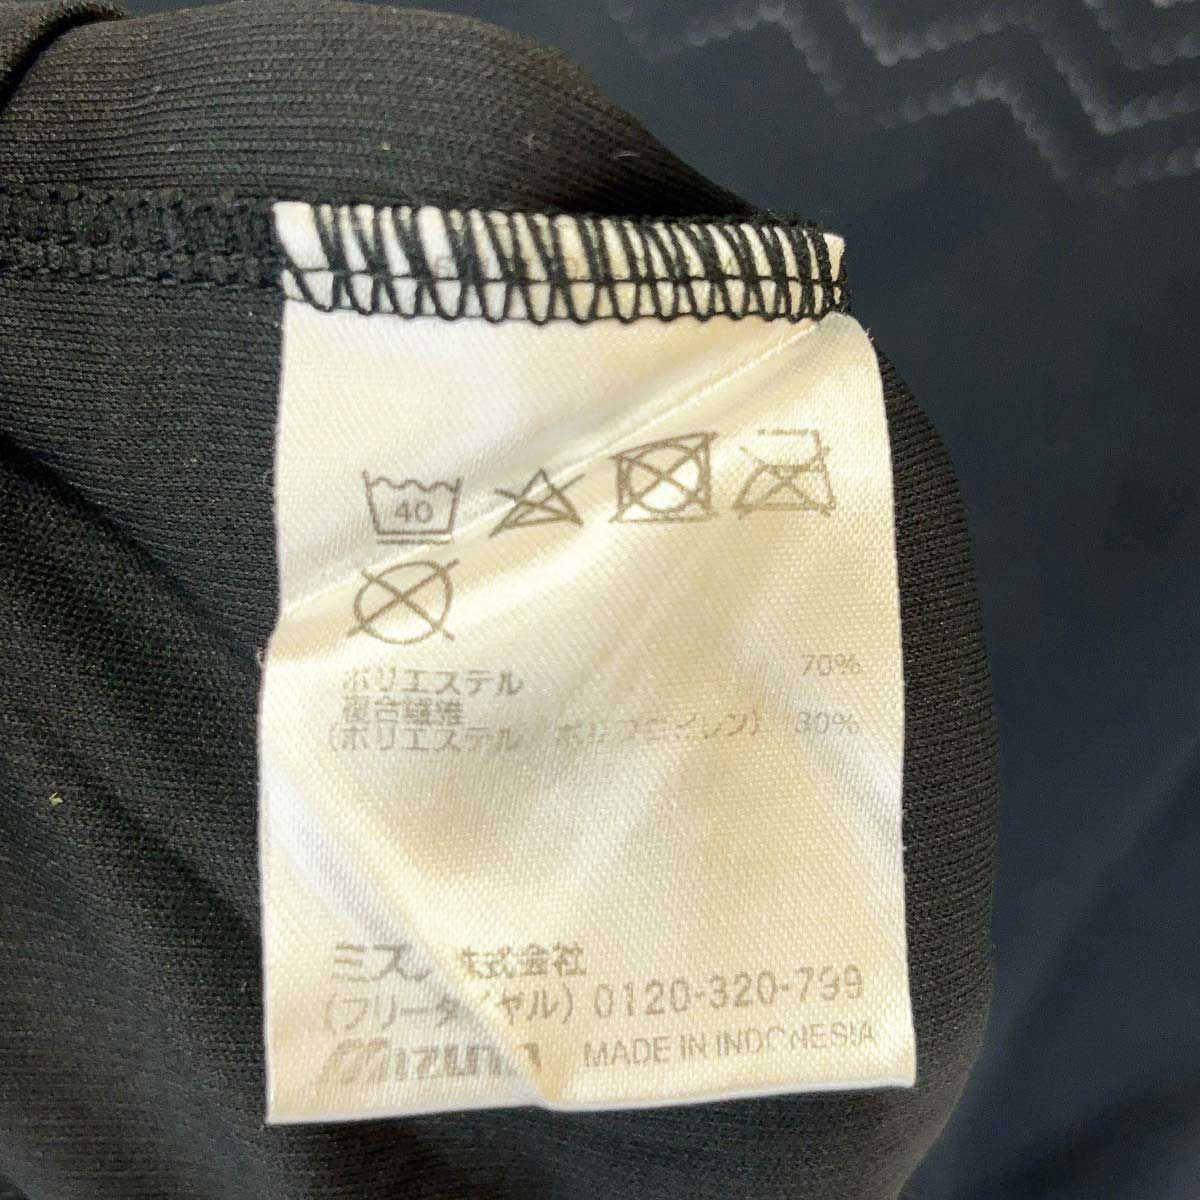 40
ポリエステル 70%
複合繊維
(ポリエステル/ポリプロピレン) 30%
ミズノ株式会社
(フリーダイヤル) 0120-320-799
MIZUNO MADE IN INDONESIA